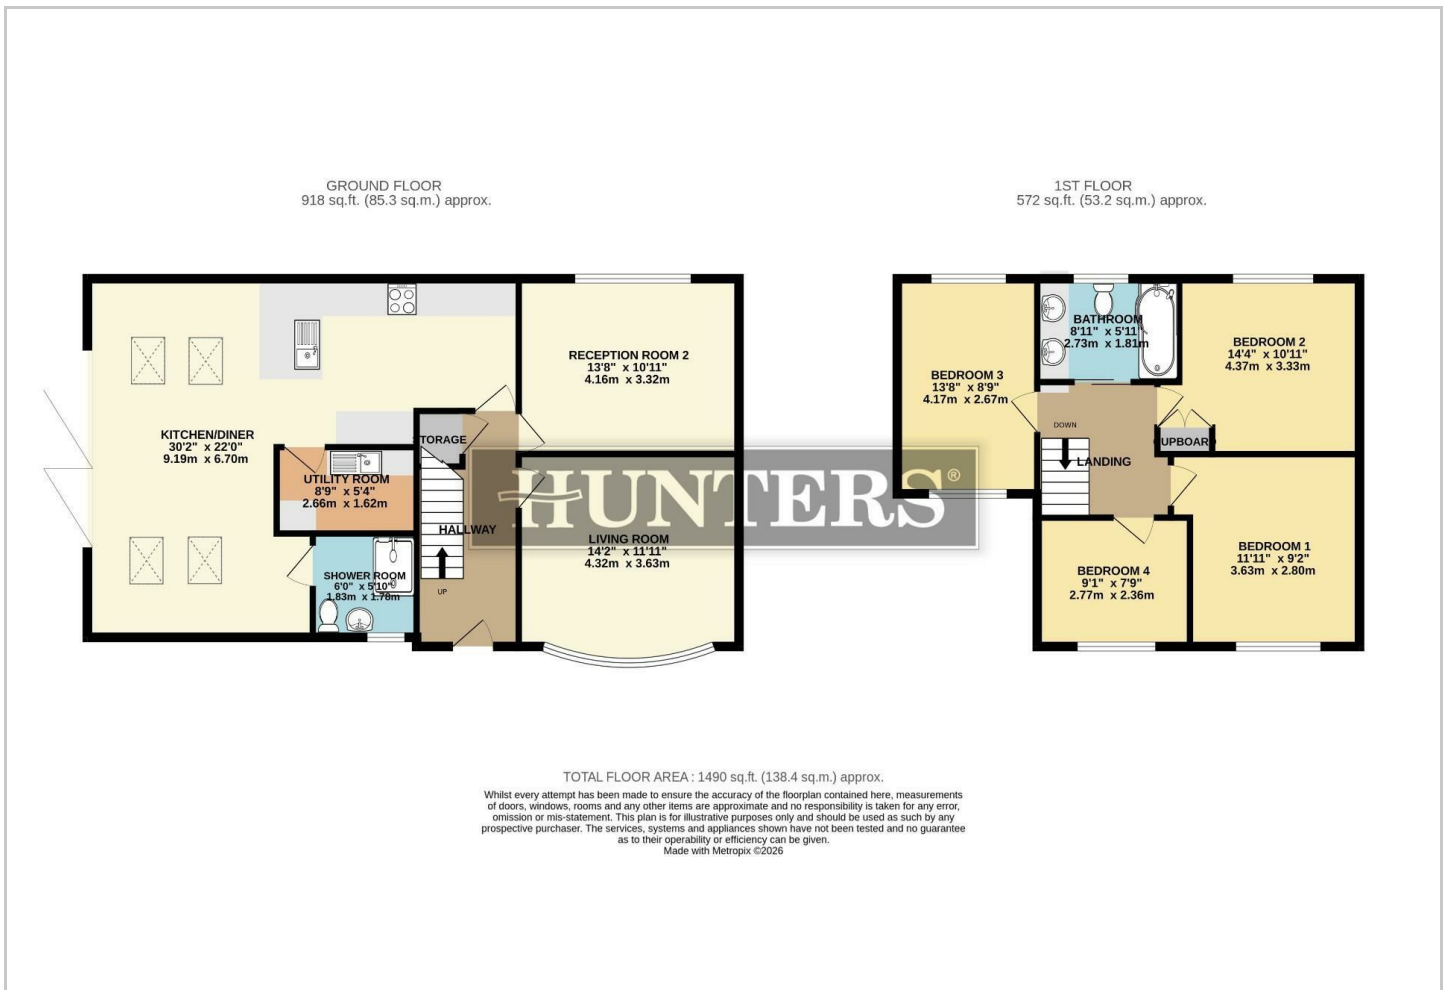 GROUND FLOOR
918 sq.ft. (85.3 sq.m.) approx.
1ST FLOOR
572 sq.ft. (53.2 sq.m.) approx.
KITCHEN/DINER
30'2" x 22'0"
9.19m x 6.70m
RECEPTION ROOM 2
13'8" x 10'11"
4.16m x 3.32m
TORAGE
UTILITY ROOM
8'9" x 5'4"
2.66m x 1.62m
HALLWAY
UP
SHOWER ROOM
6'0" x 5'10"
1.83m x 1.78m
LIVING ROOM
14'2" x 11'11"
4.32m x 3.63m
HUNTERS®
BEDROOM 3
13'8" x 8'9"
4.17m x 2.67m
BATHROOM
8'11" x 5'11"
2.73m x 1.81m
BEDROOM 2
14'4" x 10'11"
4.37m x 3.33m
DOWN
UPBOAR
LANDING
BEDROOM 4
9'1" x 7'9"
2.77m x 2.36m
BEDROOM 1
11'11" x 9'2"
3.63m x 2.80m
TOTAL FLOOR AREA : 1490 sq.ft. (138.4 sq.m.) approx.
Whilst every attempt has been made to ensure the accuracy of the floorplan contained here, measurements
of doors, windows, rooms and any other items are approximate and no responsibility is taken for any error,
omission or mis-statement. This plan is for illustrative purposes only and should be used as such by any
prospective purchaser. The services, systems and appliances shown have not been tested and no guarantee
as to their operability or efficiency can be given.
Made with Metropix ©2026